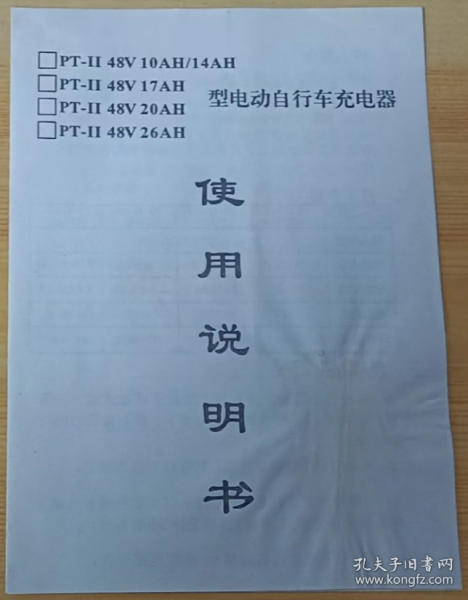 □PT-II 48V 10AH/14AH
□PT-II 48V 17AH
□PT-II 48V 20AH
□PT-II 48V 26AH
型电动自行车充电器
使
用
说
明
书
孔夫子旧书网
www.kongfz.com